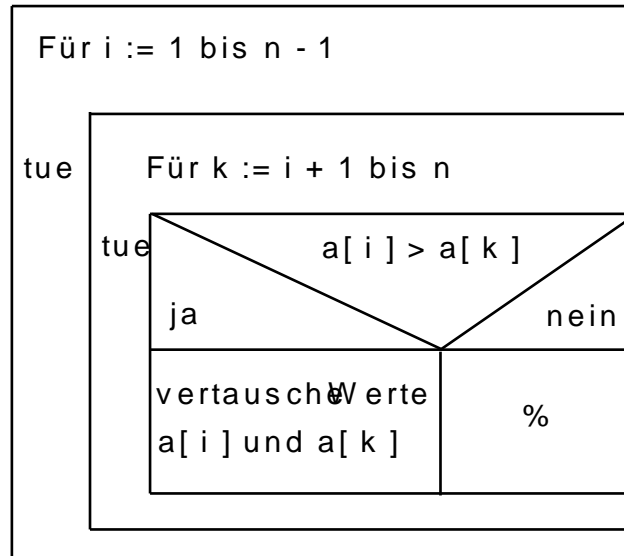 Für i := 1 bis n - 1
tue
Für k := i + 1 bis n
tue
a[ i ] > a[ k ]
ja
nein
vertausche Werte
a[ i ] und a[ k ]
%